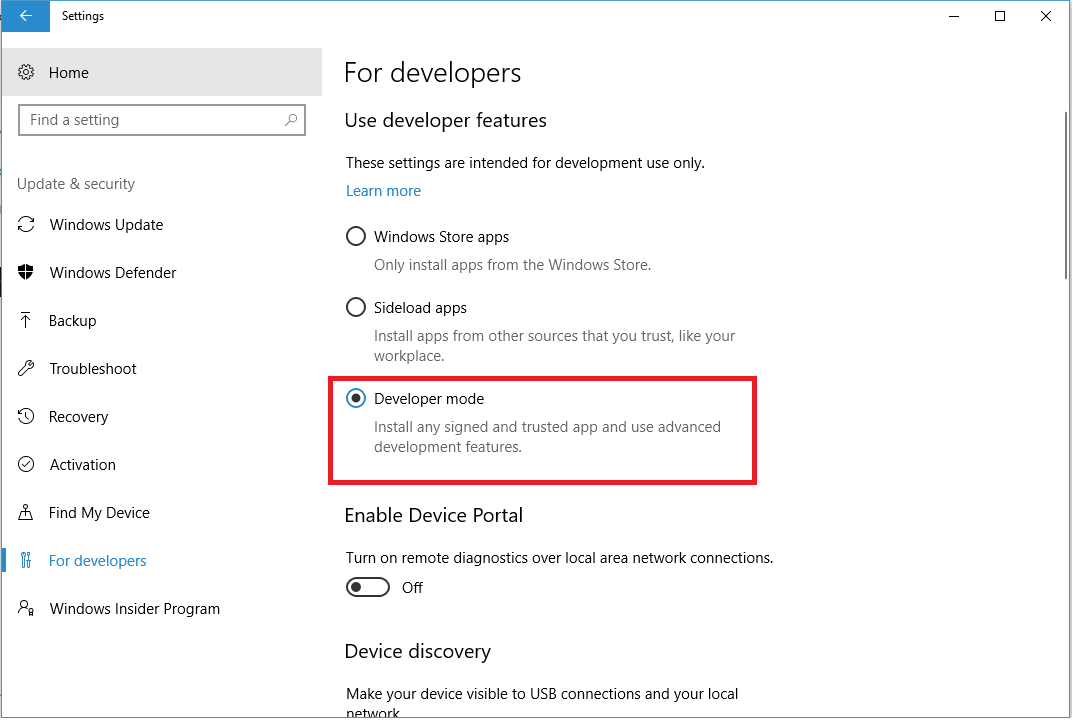 Settings
Home
Find a setting
Update & security
Windows Update
Windows Defender
Backup
Troubleshoot
Recovery
Activation
Find My Device
For developers
Windows Insider Program
For developers
Use developer features
These settings are intended for development use only.
Learn more
Windows Store apps
Only install apps from the Windows Store.
Sideload apps
Install apps from other sources that you trust, like your
workplace.
Developer mode
Install any signed and trusted app and use advanced
development features.
Enable Device Portal
Turn on remote diagnostics over local area network connections.
Off
Device discovery
Make your device visible to USB connections and your local
network.